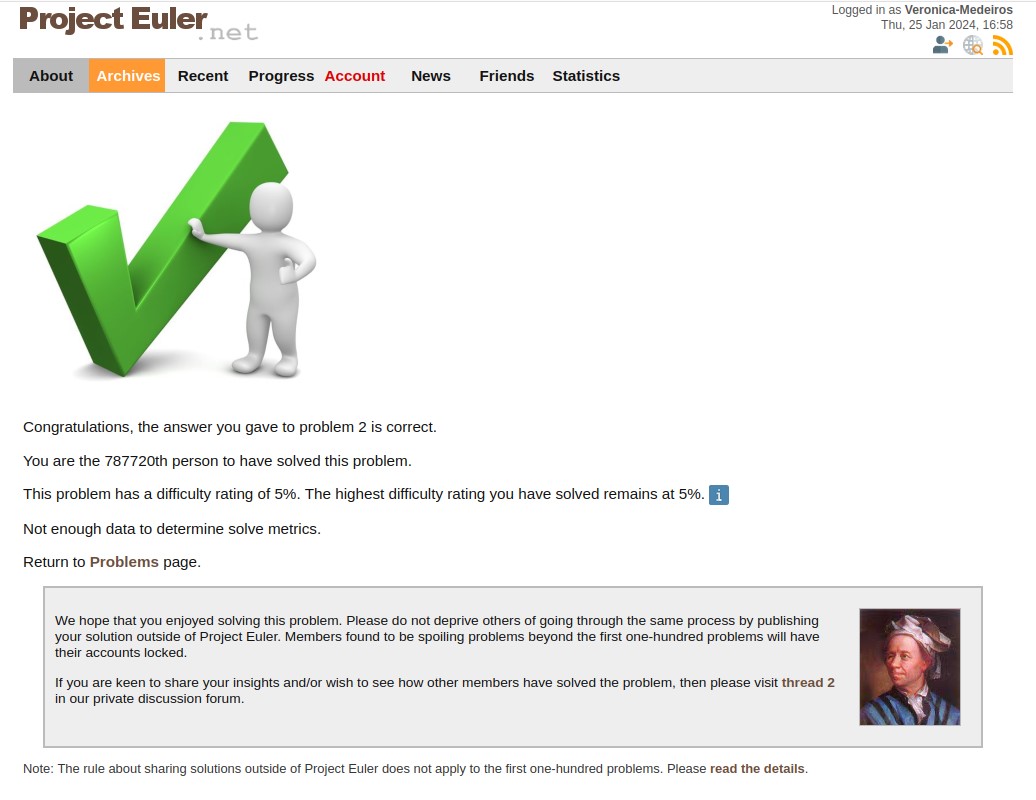 Project Euler
.net
Logged in as Veronica-Medeiros
Thu, 25 Jan 2024, 16:58
About Archives Recent Progress Account News Friends Statistics
Congratulations, the answer you gave to problem 2 is correct.
You are the 787720th person to have solved this problem.
This problem has a difficulty rating of 5%. The highest difficulty rating you have solved remains at 5%. i
Not enough data to determine solve metrics.
Return to Problems page.
We hope that you enjoyed solving this problem. Please do not deprive others of going through the same process by publishing
your solution outside of Project Euler. Members found to be spoiling problems beyond the first one-hundred problems will have
their accounts locked.
If you are keen to share your insights and/or wish to see how other members have solved the problem, then please visit thread 2
in our private discussion forum.
Note: The rule about sharing solutions outside of Project Euler does not apply to the first one-hundred problems. Please read the details.